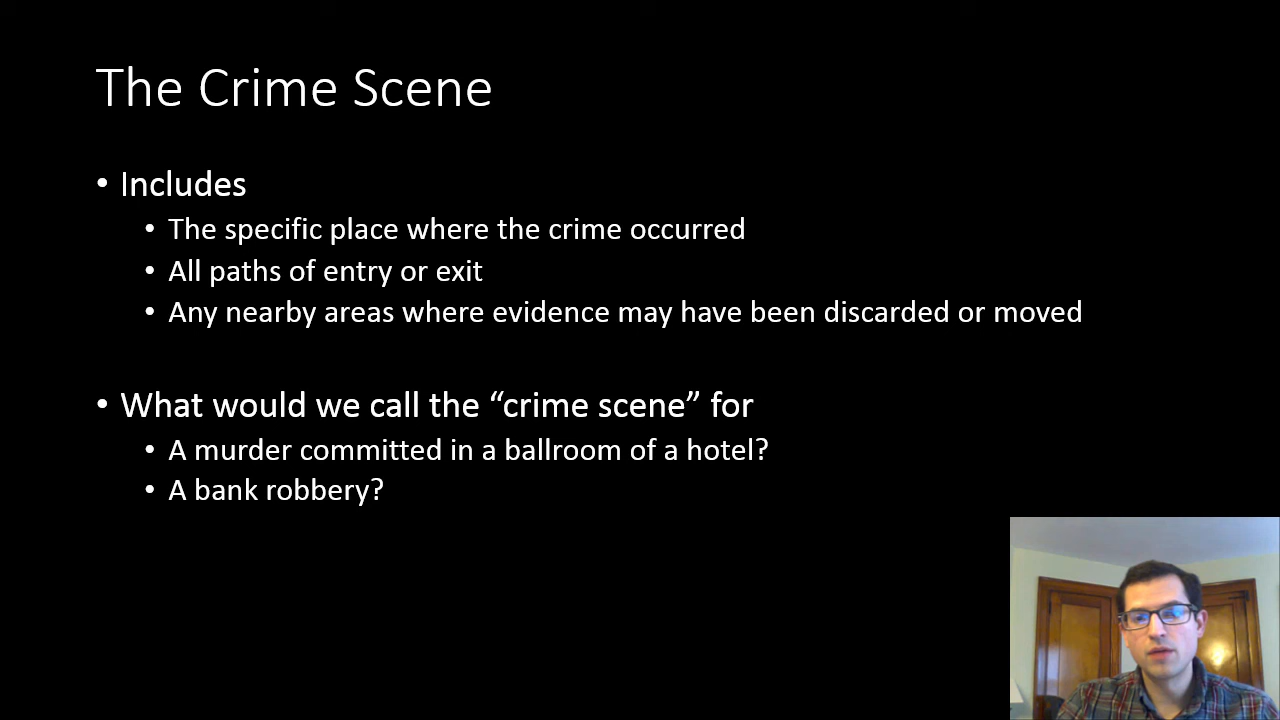 The Crime Scene
• Includes
• The specific place where the crime occurred
• All paths of entry or exit
• Any nearby areas where evidence may have been discarded or moved
• What would we call the “crime scene” for
• A murder committed in a ballroom of a hotel?
• A bank robbery?